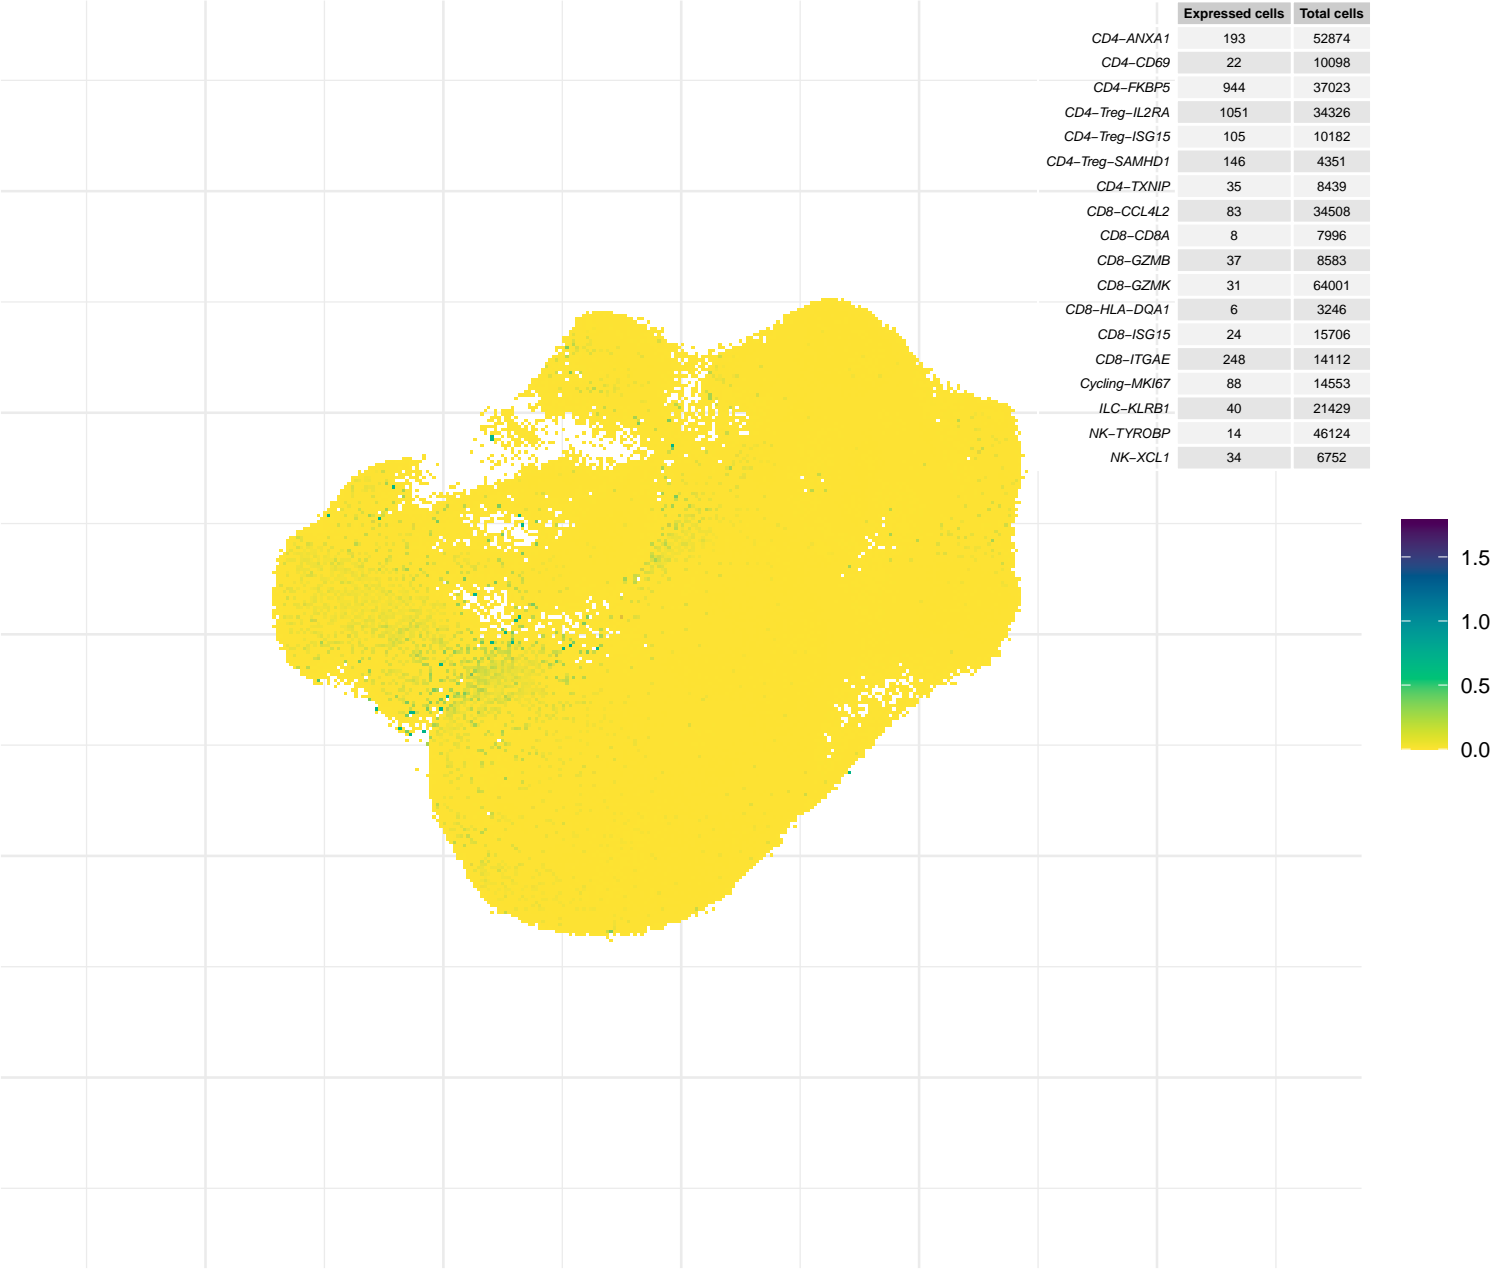 Expressed cells Total cells
CD4−ANXA1 193 52874
CD4−CD69 22 10098
CD4−FKBP5 944 37023
CD4−Treg−IL2RA 1051 34326
CD4−Treg−ISG15 105 10182
CD4−Treg−SAMHD1 146 4351
CD4−TXNIP 35 8439
CD8−CCL4L2 83 34508
CD8−CD8A 8 7996
CD8−GZMB 37 8583
CD8−GZMK 31 64001
CD8−HLA−DQA1 6 3246
CD8−ISG15 24 15706
CD8−ITGAE 248 14112
Cycling−MKI67 88 14553
ILC−KLRB1 40 21429
NK−TYROBP 14 46124
NK−XCL1 34 6752
1.5
1.0
0.5
0.0